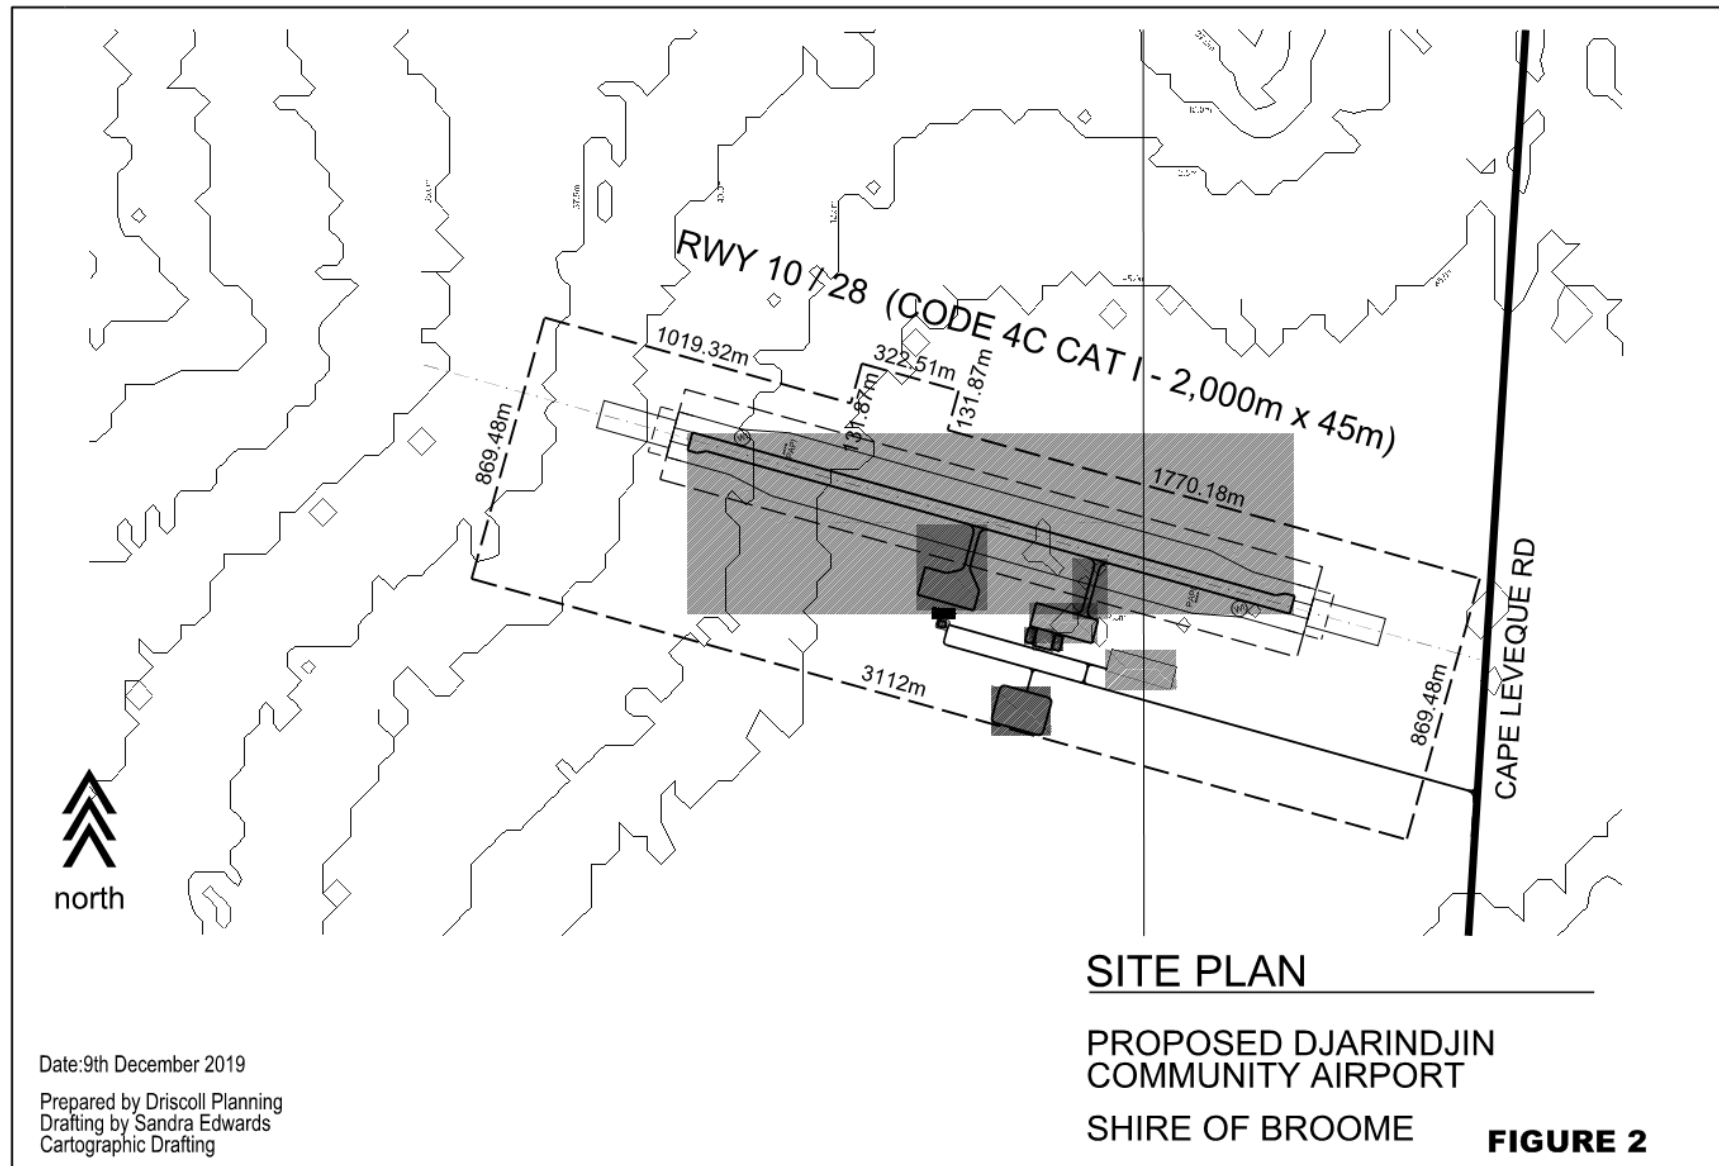 RWY 10 / 28 (CODE 4C CAT I - 2,000m x 45m)
1019.32m
322.51m
131.87m
131.87m
869.48m
1770.18m
PAPI
PAPI
3112m
869.48m
CAPE LEVEQUE RD
north
SITE PLAN
PROPOSED DJARINDJIN
COMMUNITY AIRPORT
SHIRE OF BROOME
FIGURE 2
Date:9th December 2019
Prepared by Driscoll Planning
Drafting by Sandra Edwards
Cartographic Drafting